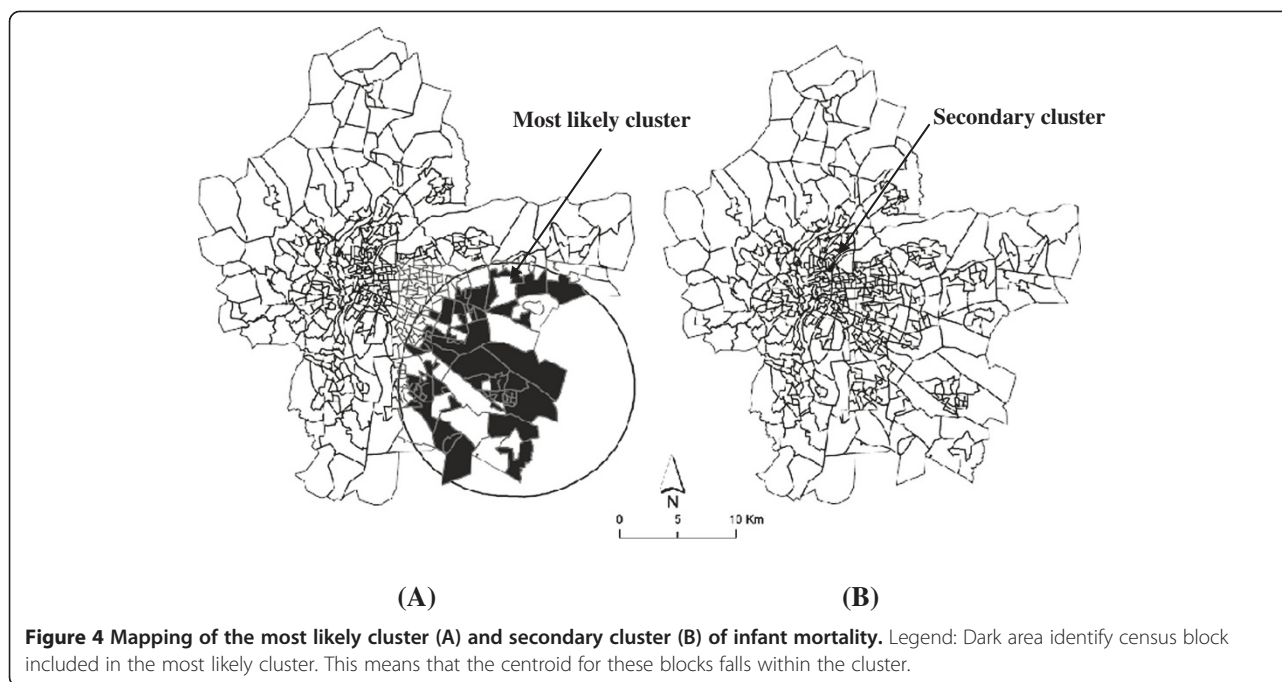 Most likely cluster
Secondary cluster
N
0 5 10 Km
(A) (B)
Figure 4 Mapping of the most likely cluster (A) and secondary cluster (B) of infant mortality. Legend: Dark area identify census block
included in the most likely cluster. This means that the centroid for these blocks falls within the cluster.